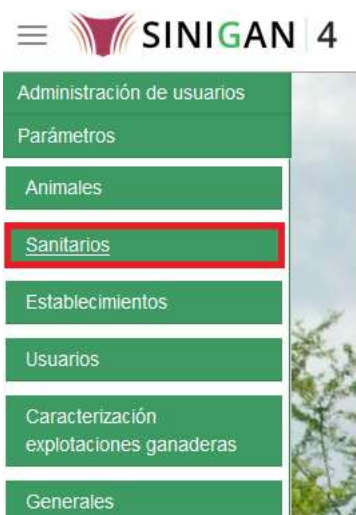 SINIGAN 4
Administración de usuarios
Parámetros
Animales
Sanitarios
Establecimientos
Usuarios
Caracterización
explotaciones ganaderas
Generales